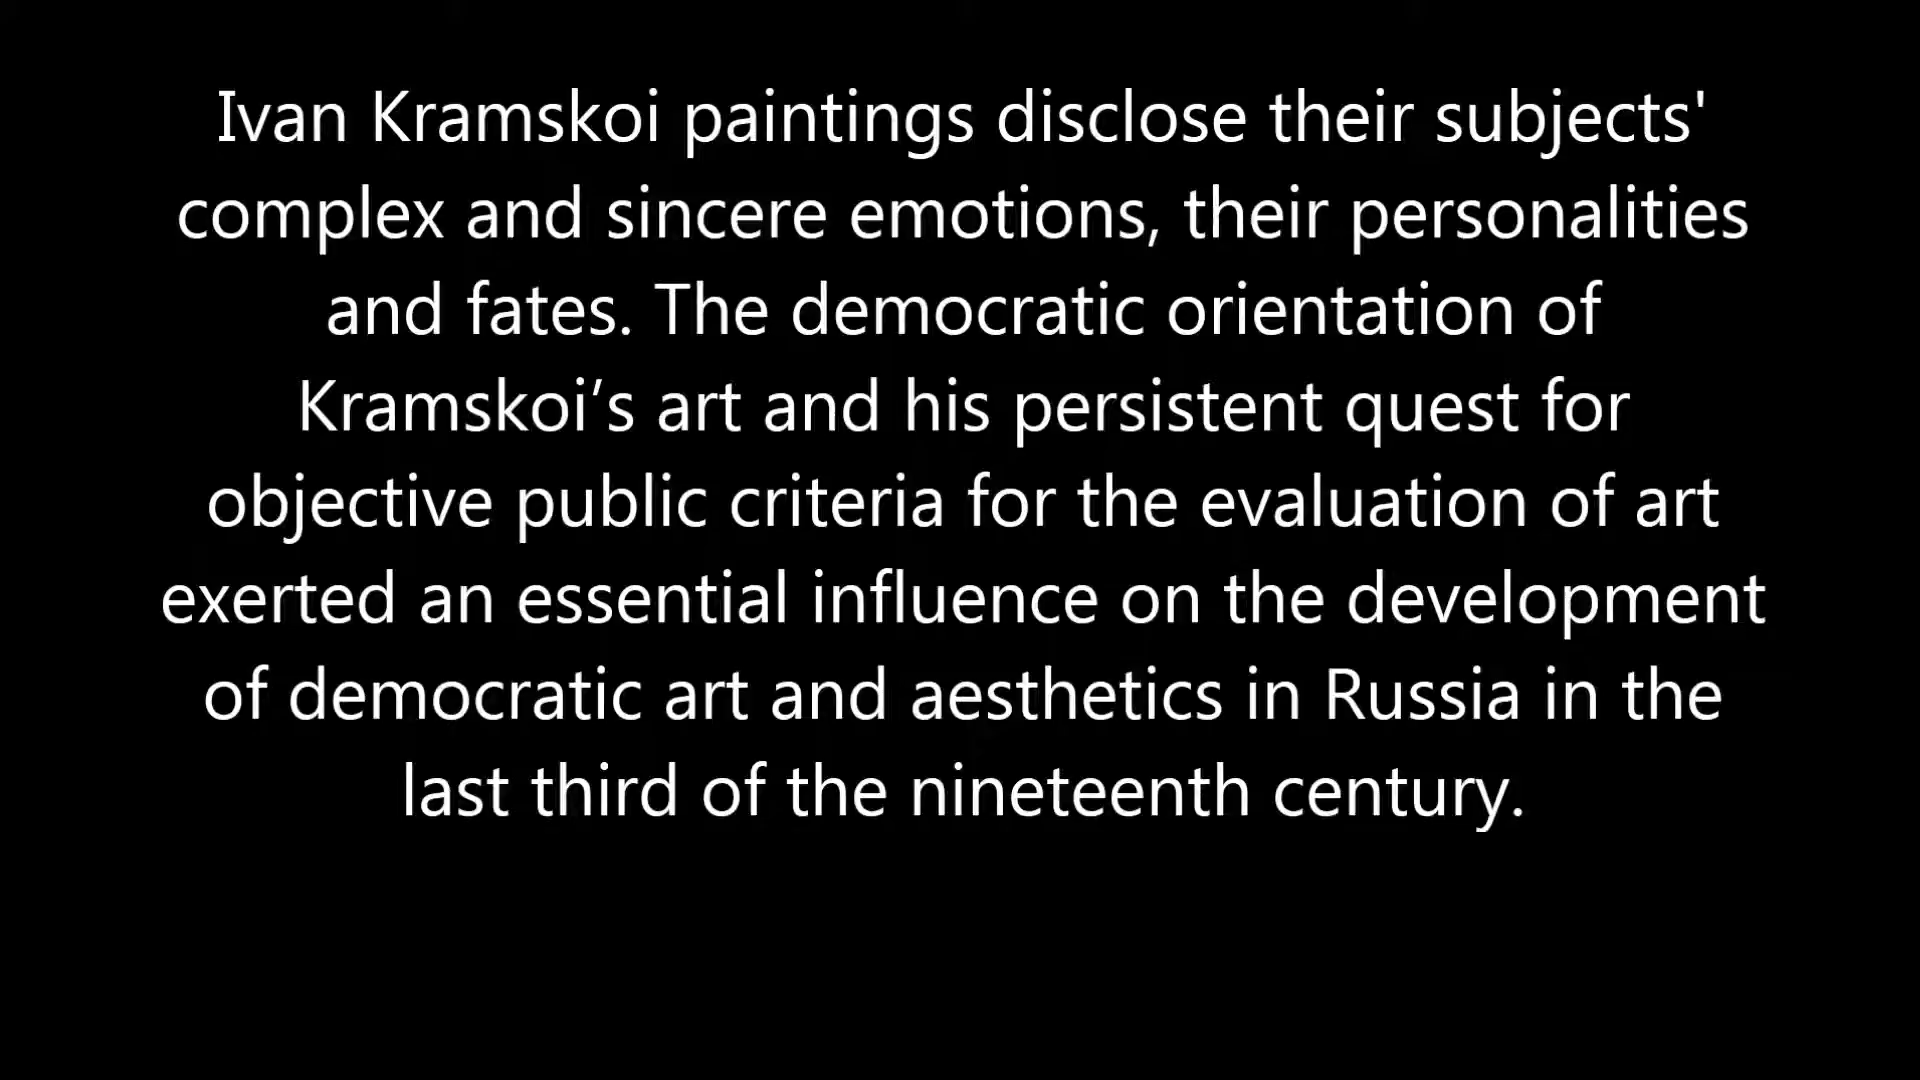 Ivan Kramskoi paintings disclose their subjects'
complex and sincere emotions, their personalities
and fates. The democratic orientation of
Kramskoi’s art and his persistent quest for
objective public criteria for the evaluation of art
exerted an essential influence on the development
of democratic art and aesthetics in Russia in the
last third of the nineteenth century.